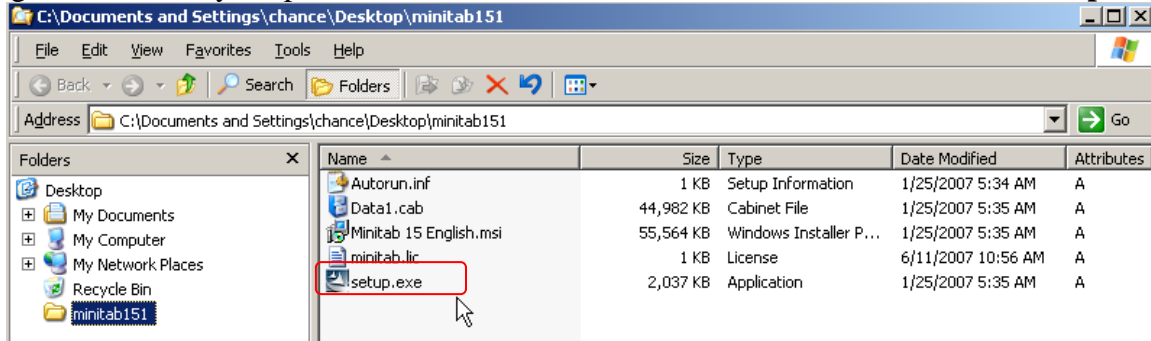 C:\Documents and Settings\chance\Desktop\minitab151
File Edit View Favorites Tools Help
Back Search Folders
Address C:\Documents and Settings\chance\Desktop\minitab151 Go
Folders X Name Size Type Date Modified Attributes
Desktop Autorun.inf 1 KB Setup Information 1/25/2007 5:34 AM A
My Documents Data1.cab 44,982 KB Cabinet File 1/25/2007 5:35 AM A
My Computer Minitab 15 English.msi 55,564 KB Windows Installer P... 1/25/2007 5:35 AM A
My Network Places minitab.lic 1 KB License 6/11/2007 10:56 AM A
Recycle Bin setup.exe 2,037 KB Application 1/25/2007 5:35 AM A
minitab151